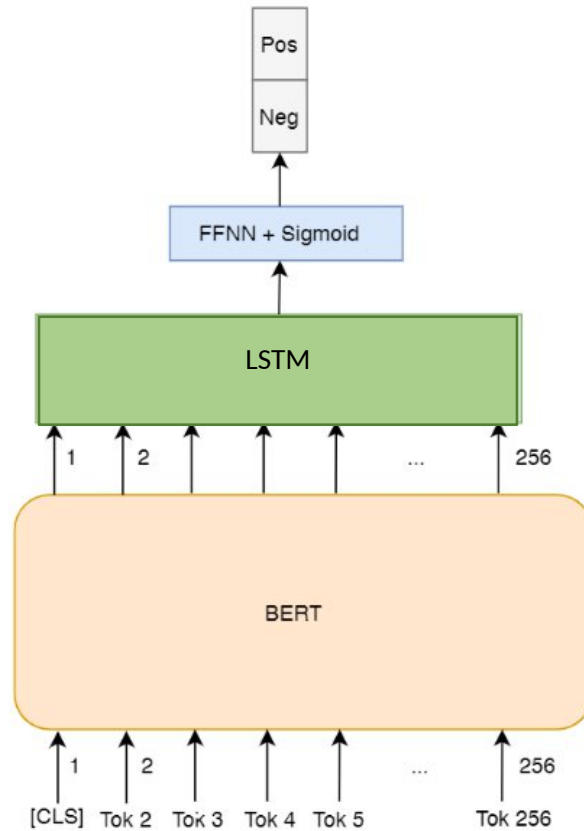 Pos
Neg
FFNN + Sigmoid
LSTM
1 2 ... 256
BERT
1 2 ... 256
[CLS] Tok 2 Tok 3 Tok 4 Tok 5 Tok 256